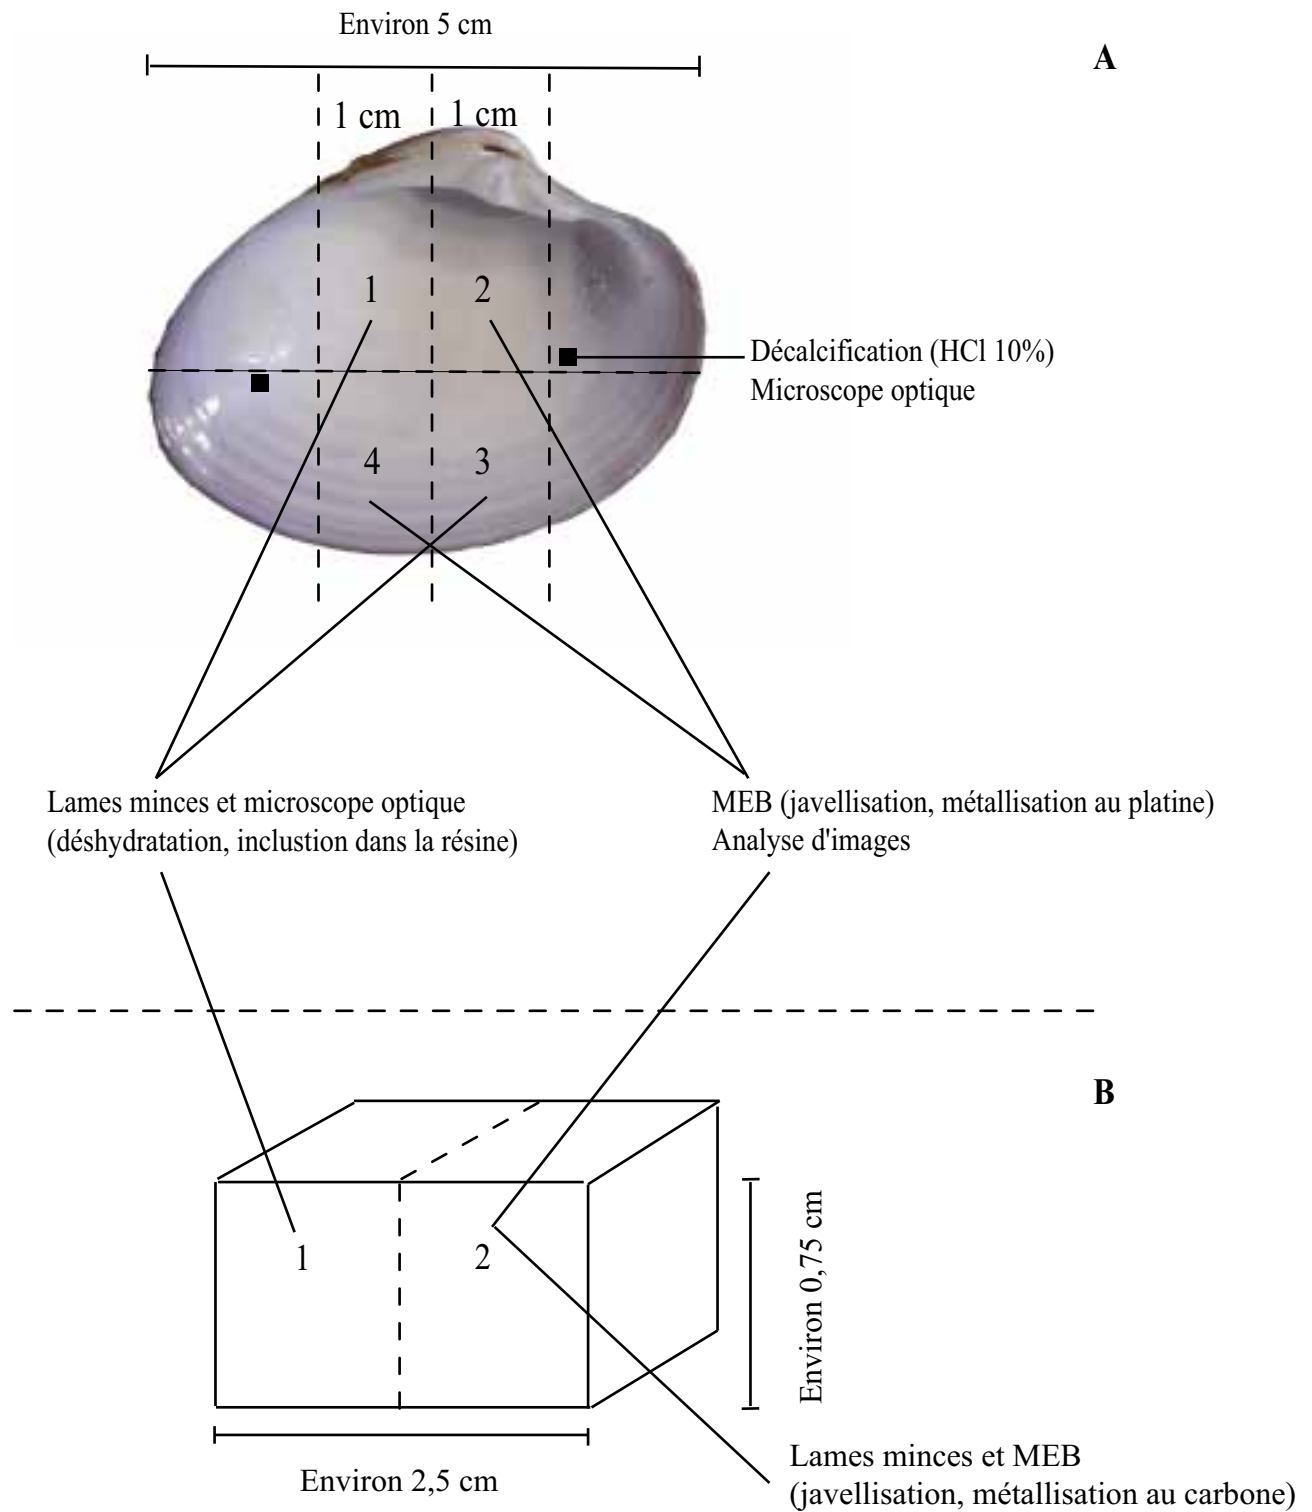 Environ 5 cm
A
1 cm
1 cm
1
2
Décalcification (HCl 10%)
Microscope optique
4
3
Lames minces et microscope optique
(déshydratation, inclustion dans la résine)
MEB (javellisation, métallisation au platine)
Analyse d'images
B
1
2
Environ 0,75 cm
Environ 2,5 cm
Lames minces et MEB
(javellisation, métallisation au carbone)